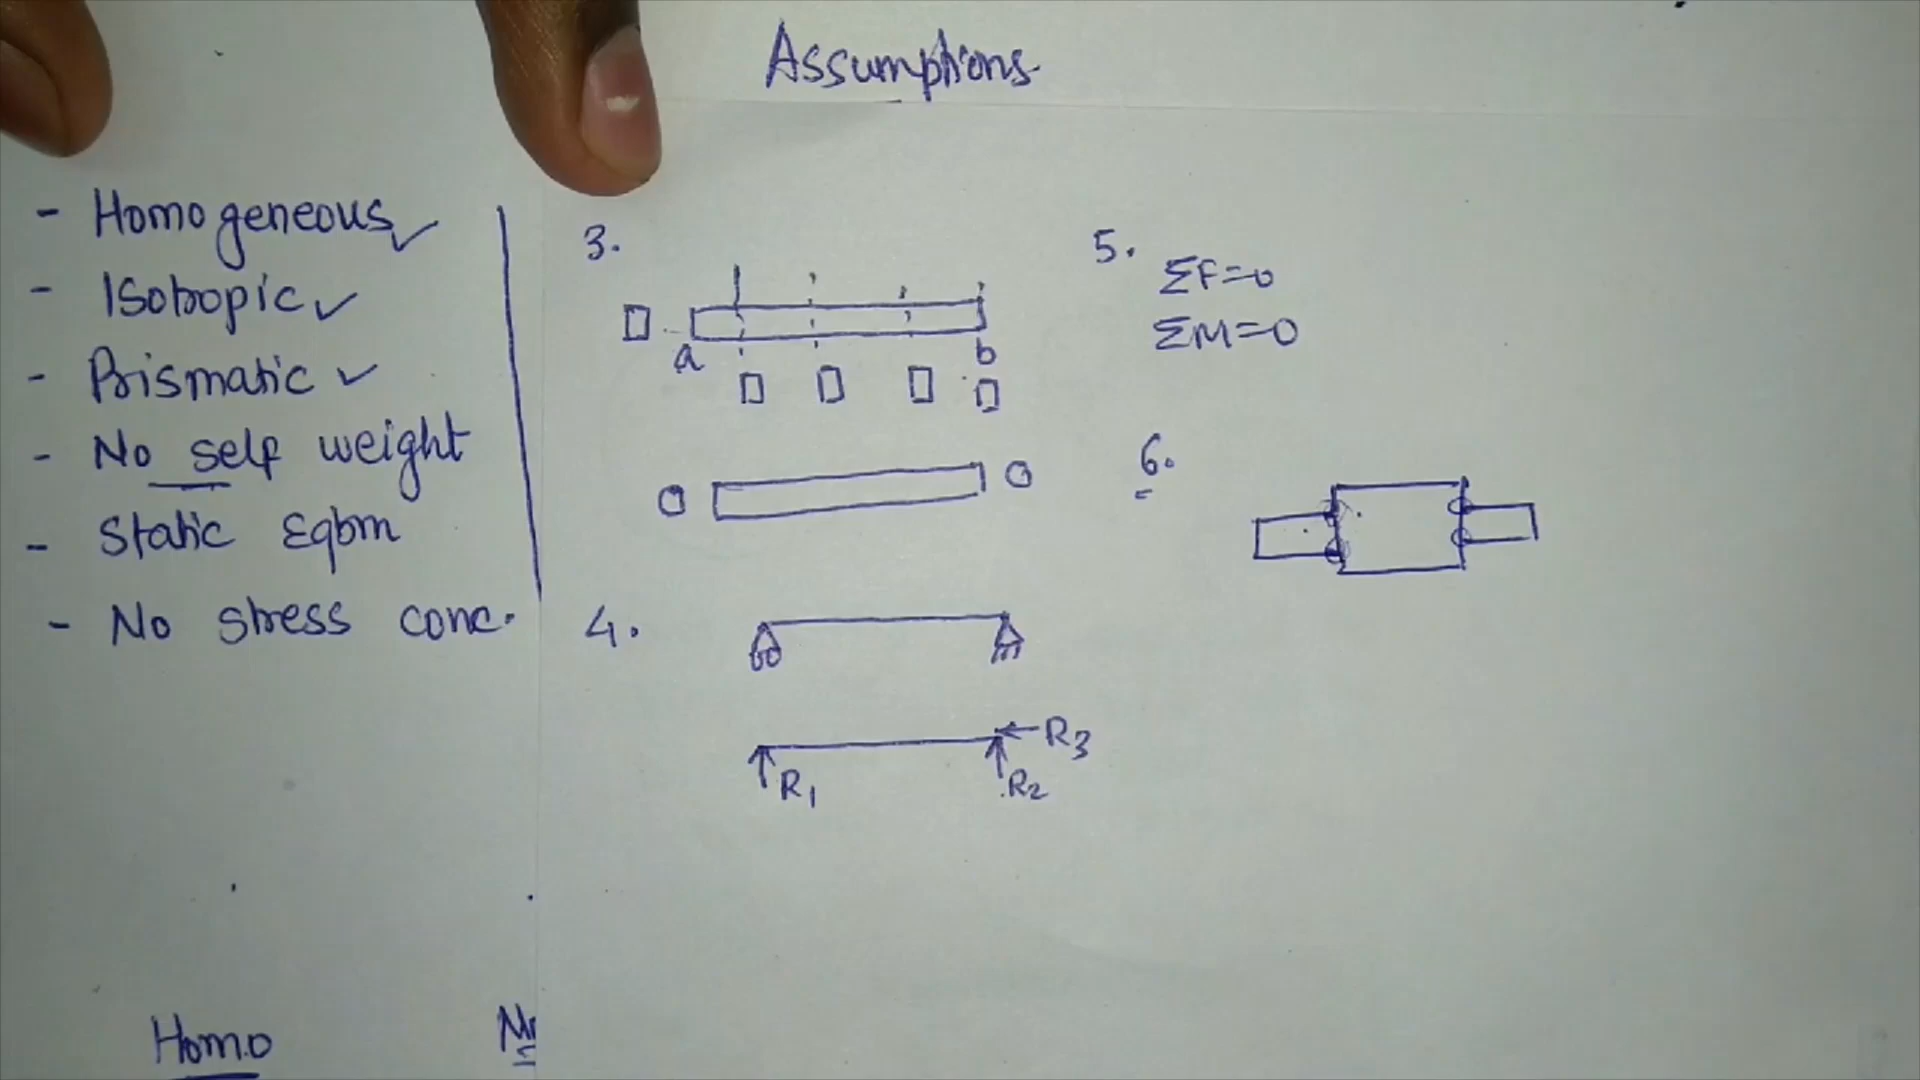 Assumptions.
- Homogeneous ✓
- Isotropic ✓
- Prismatic ✓
- No self weight
- Static Eqbm
- No stress conc.
3.
a
b
4.
R1
R2
R3
5.
ΣF=0
ΣM=0
6.
Homo